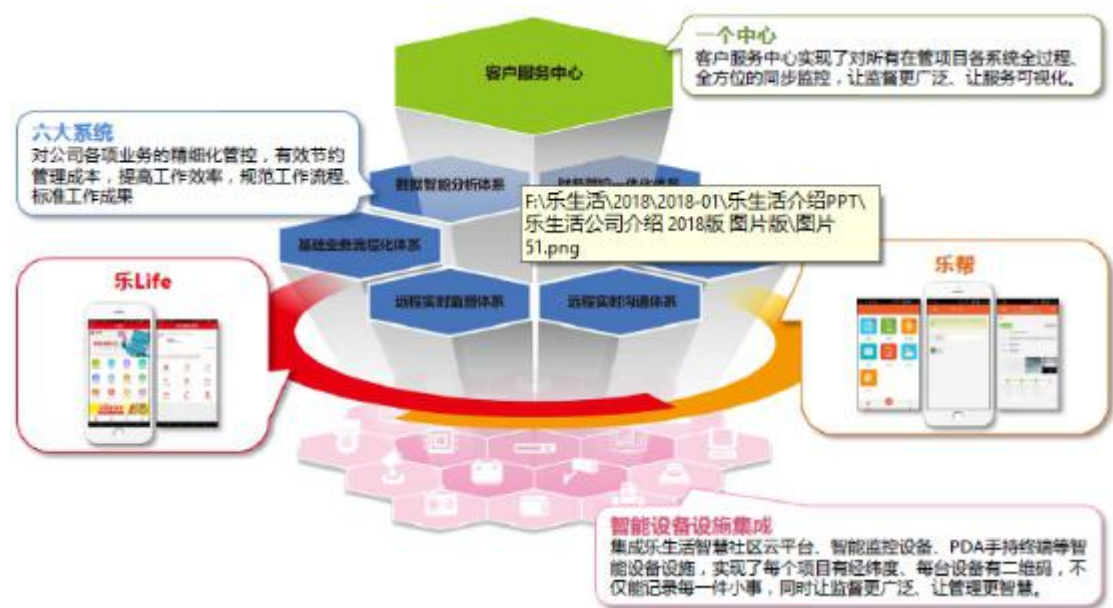 一个中心
客户服务中心实现了对所有在管项目各系统全过程、
全方位的同步监控，让监督更广泛、让服务可视化。
客户服务中心
六大系统
对公司各项业务的精细化管控，有效节约
管理成本，提高工作效率，规范工作流程、
标准工作成果
数据智能分析体系
F:\乐生活\2018\2018-01\乐生活介绍PPT\
乐生活公司介绍 2018版 图片版\图片
51.png
基础业务流程化体系
远程实时监督体系
远程实时沟通体系
乐Life
乐帮
智能设备设施集成
集成乐生活智慧社区云平台、智能监控设备、PDA手持终端等智
能设备设施，实现了每个项目有经纬度、每台设备有二维码，不
仅能记录每一件小事，同时让监督更广泛、让管理更智慧。